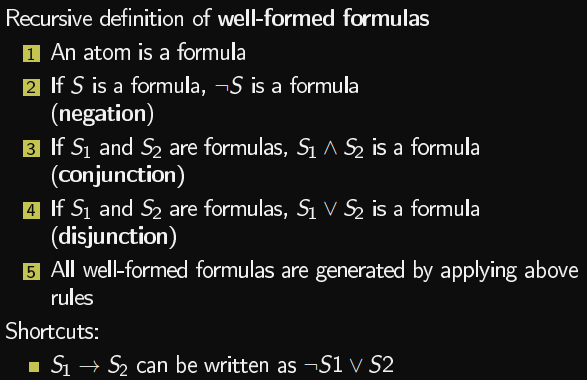 Recursive definition of well-formed formulas
1 An atom is a formula
2 If S is a formula, ¬S is a formula
(negation)
3 If S₁ and S₂ are formulas, S₁ ∧ S₂ is a formula
(conjunction)
4 If S₁ and S₂ are formulas, S₁ ∨ S₂ is a formula
(disjunction)
5 All well-formed formulas are generated by applying above
rules
Shortcuts:
S₁ → S₂ can be written as ¬S1 ∨ S2